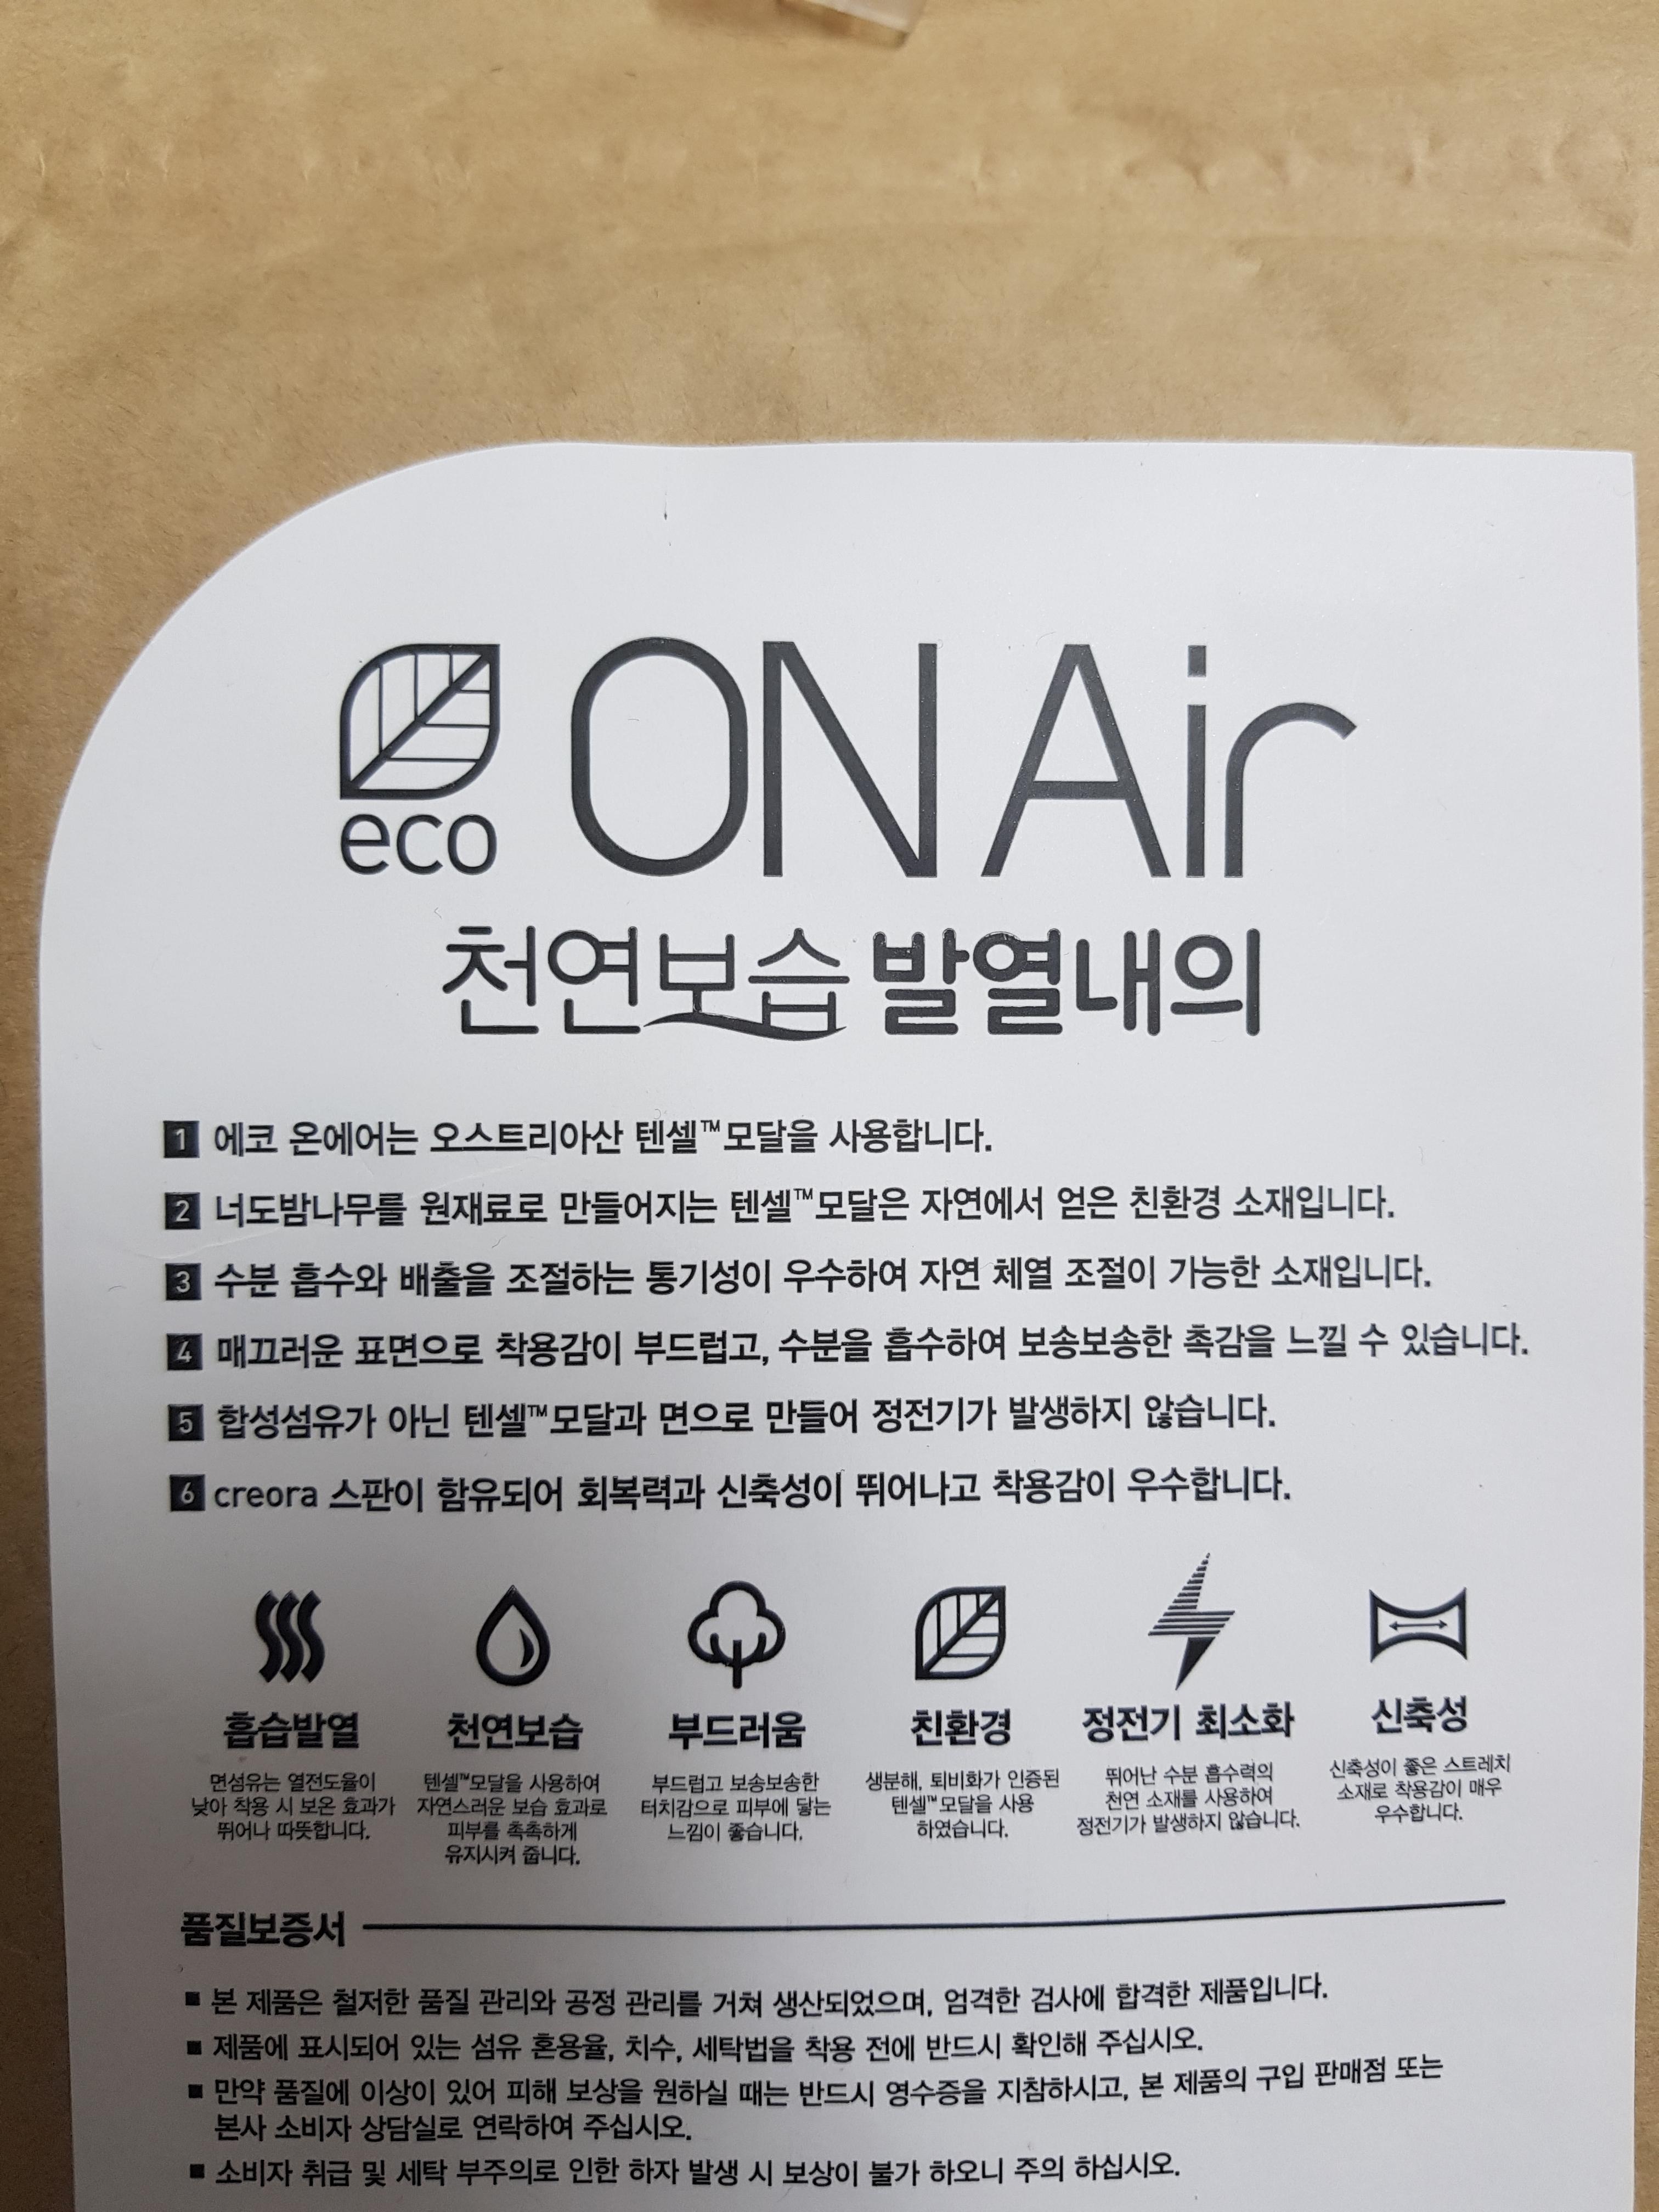 eco ON Air
천연보습 발열내의
1 에코 온에어는 오스트리아산 텐셀™모달을 사용합니다.
2 너도밤나무를 원재료로 만들어지는 텐셀™모달은 자연에서 얻은 친환경 소재입니다.
3 수분 흡수와 배출을 조절하는 통기성이 우수하여 자연 체열 조절이 가능한 소재입니다.
4 매끄러운 표면으로 착용감이 부드럽고, 수분을 흡수하여 보송보송한 촉감을 느낄 수 있습니다.
5 합성섬유가 아닌 텐셀™모달과 면으로 만들어 정전기가 발생하지 않습니다.
6 creora 스판이 함유되어 회복력과 신축성이 뛰어나고 착용감이 우수합니다.
흡습발열
면섬유는 열전도율이
낮아 착용 시 보온 효과가
뛰어나 따뜻합니다.
천연보습
텐셀™모달을 사용하여
자연스러운 보습 효과로
피부를 촉촉하게
유지시켜 줍니다.
부드러움
부드럽고 보송보송한
터치감으로 피부에 닿는
느낌이 좋습니다.
친환경
생분해, 퇴비화가 인증된
텐셀™모달을 사용
하였습니다.
정전기 최소화
뛰어난 수분 흡수력의
천연 소재를 사용하여
정전기가 발생하지 않습니다.
신축성
신축성이 좋은 스트레치
소재로 착용감이 매우
우수합니다.
품질보증서
■ 본 제품은 철저한 품질 관리와 공정 관리를 거쳐 생산되었으며, 엄격한 검사에 합격한 제품입니다.
■ 제품에 표시되어 있는 섬유 혼용율, 치수, 세탁법을 착용 전에 반드시 확인해 주십시오.
■ 만약 품질에 이상이 있어 피해 보상을 원하실 때는 반드시 영수증을 지참하시고, 본 제품의 구입 판매점 또는
본사 소비자 상담실로 연락하여 주십시오.
■ 소비자 취급 및 세탁 부주의로 인한 하자 발생 시 보상이 불가 하오니 주의 하십시오.